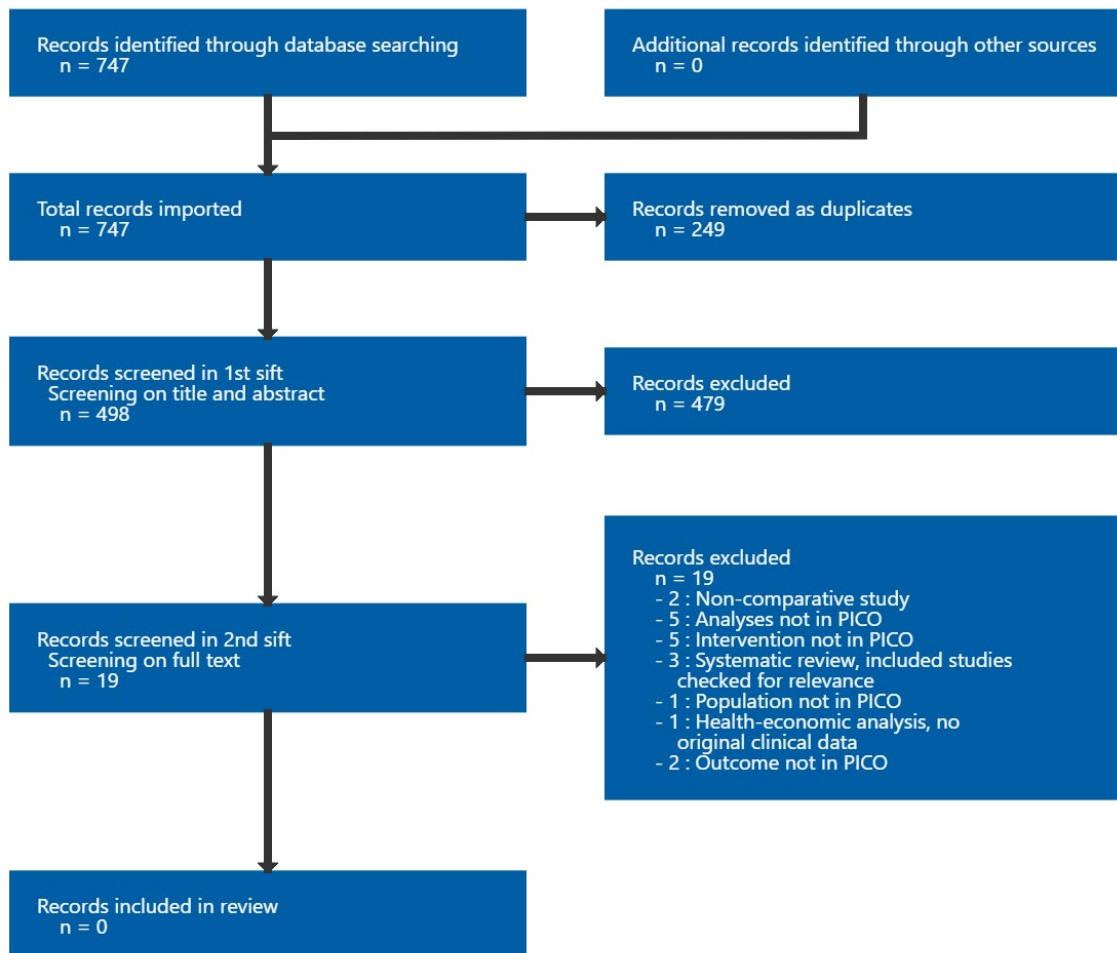 Records identified through database searching
n = 747
Additional records identified through other sources
n = 0
Total records imported
n = 747
Records removed as duplicates
n = 249
Records screened in 1st sift
Screening on title and abstract
n = 498
Records excluded
n = 479
Records screened in 2nd sift
Screening on full text
n = 19
Records excluded
n = 19
- 2 : Non-comparative study
- 5 : Analyses not in PICO
- 5 : Intervention not in PICO
- 3 : Systematic review, included studies
checked for relevance
- 1 : Population not in PICO
- 1 : Health-economic analysis, no
original clinical data
- 2 : Outcome not in PICO
Records included in review
n = 0